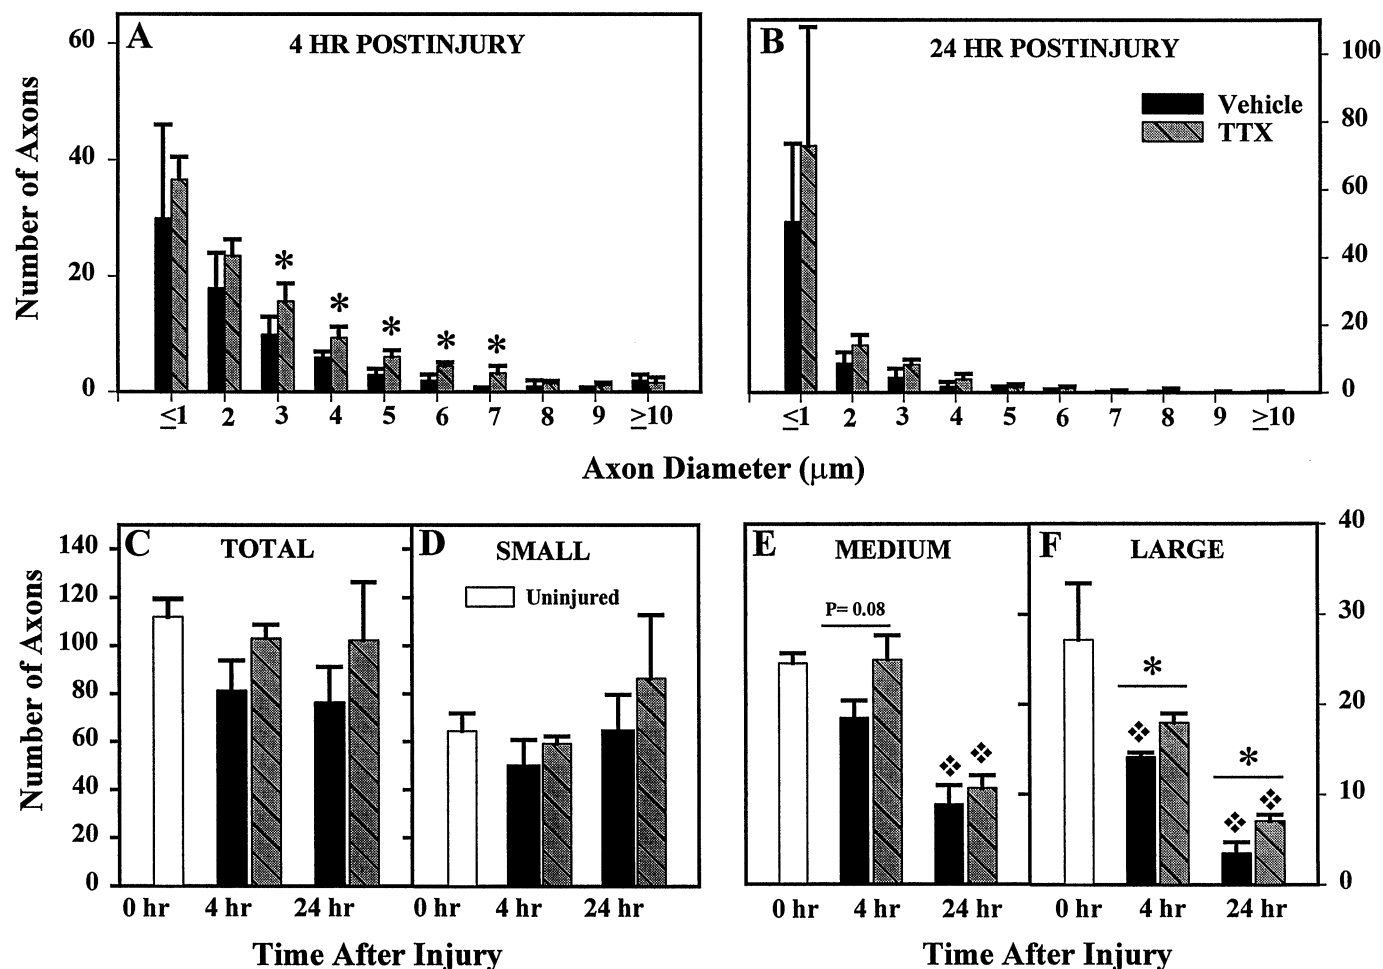 A
4 HR POSTINJURY
60
40
20
0
Number of Axons
<1 2 3 4 5 6 7 8 9 >10
* * * * *
B
24 HR POSTINJURY
Vehicle
TTX
100
80
60
40
20
0
<1 2 3 4 5 6 7 8 9 >10
Axon Diameter (μm)
C
TOTAL
140
120
100
80
60
40
20
0
Number of Axons
0 hr 4 hr 24 hr
D
SMALL
Uninjured
0 hr 4 hr 24 hr
Time After Injury
E
MEDIUM
P= 0.08
❖ ❖
0 hr 4 hr 24 hr
F
LARGE
*
❖
*
❖ ❖
40
30
20
10
0
0 hr 4 hr 24 hr
Time After Injury